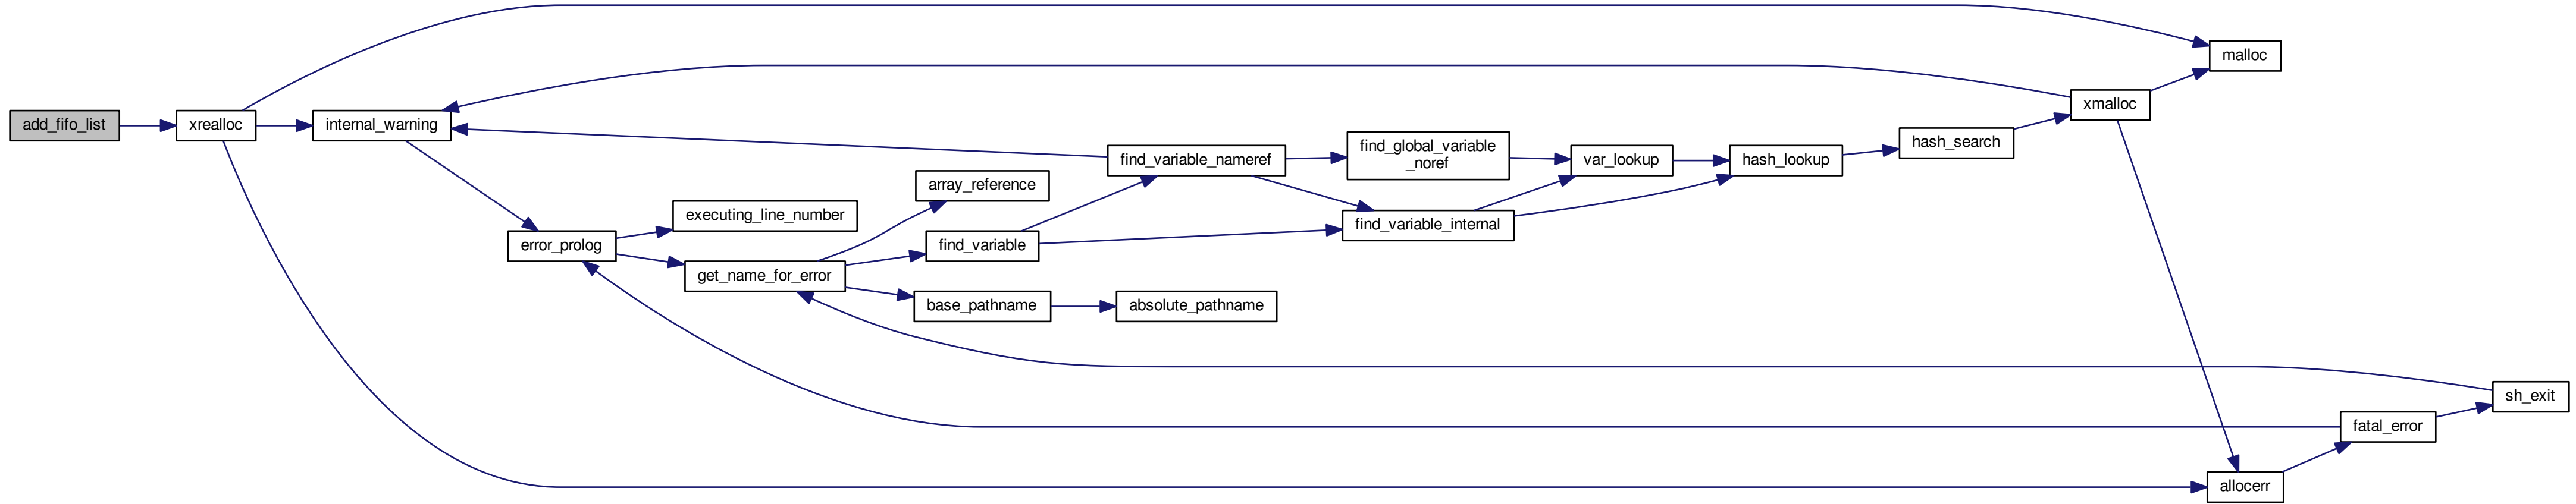 add_fifo_list
xrealloc
internal_warning
error_prolog
executing_line_number
get_name_for_error
array_reference
find_variable
base_pathname
absolute_pathname
find_variable_nameref
find_global_variable
_noref
find_variable_internal
var_lookup
hash_lookup
hash_search
xmalloc
malloc
allocerr
fatal_error
sh_exit